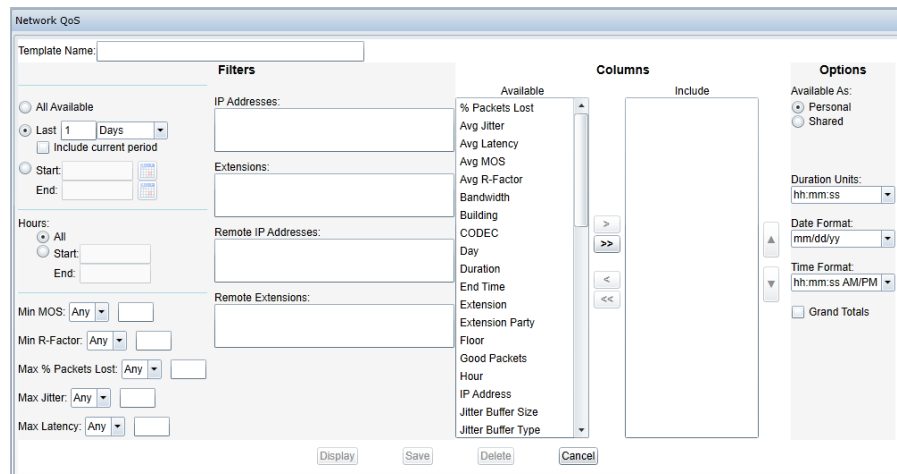 Network QoS
Template Name:
Filters
All Available
Last 1 Days
Include current period
Start:
End:
Hours:
All
Start:
End:
Min MOS: Any
Min R-Factor: Any
Max % Packets Lost: Any
Max Jitter: Any
Max Latency: Any
IP Addresses:
Extensions:
Remote IP Addresses:
Remote Extensions:
Columns
Available
% Packets Lost
Avg Jitter
Avg Latency
Avg MOS
Avg R-Factor
Bandwidth
Building
CODEC
Day
Duration
End Time
Extension
Extension Party
Floor
Good Packets
Hour
IP Address
Jitter Buffer Size
Jitter Buffer Type
>
>>
<
<<
Include
Options
Available As:
Personal
Shared
Duration Units:
hh:mm:ss
Date Format:
mm/dd/yy
Time Format:
hh:mm:ss AM/PM
Grand Totals
Display Save Delete Cancel